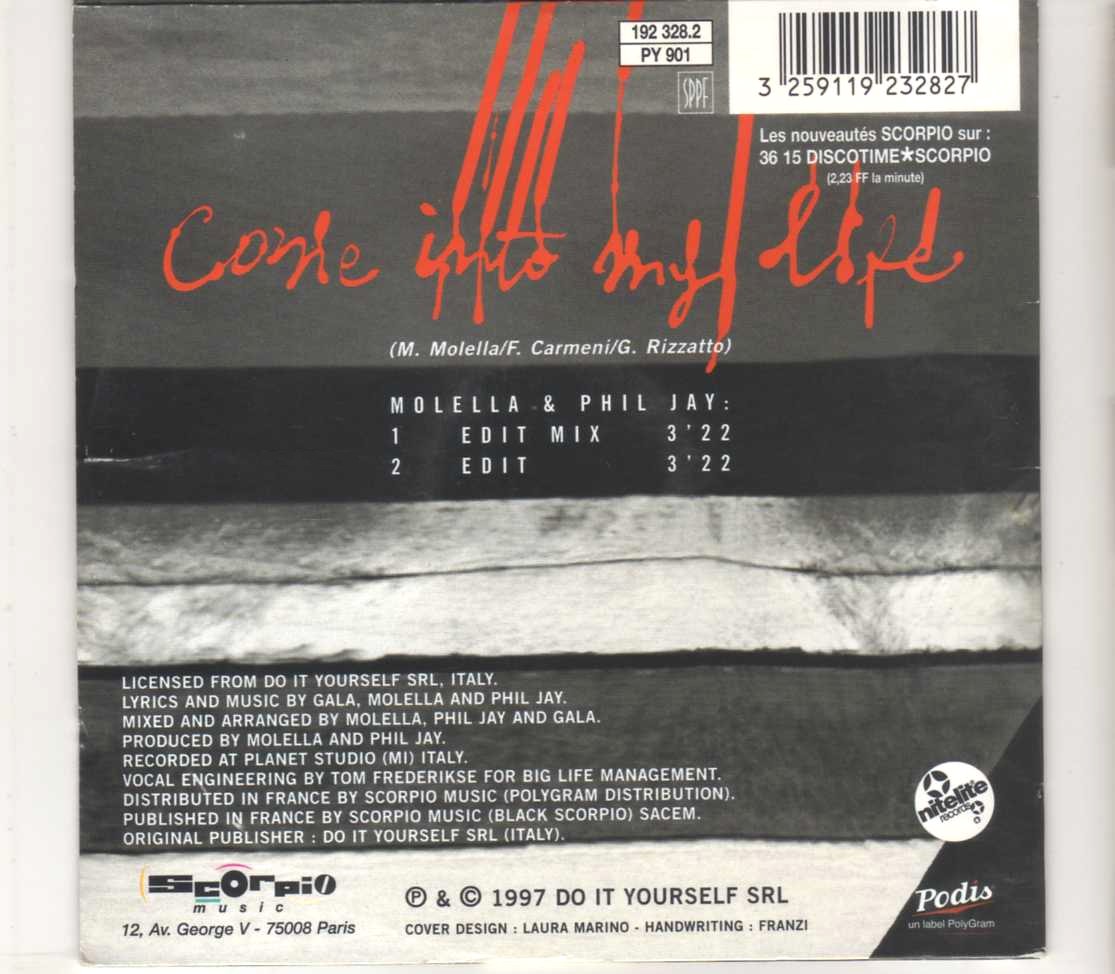 192 328.2
PY 901
SPPF
3 259119 232827
Les nouveautés SCORPIO sur :
36 15 DISCOTIME★SCORPIO
(2,23 FF la minute)
Come into my life
(M. Molella/F. Carmeni/G. Rizzatto)
MOLELLA & PHIL JAY:
1 EDIT MIX 3'22
2 EDIT 3'22
LICENSED FROM DO IT YOURSELF SRL, ITALY.
LYRICS AND MUSIC BY GALA, MOLELLA AND PHIL JAY.
MIXED AND ARRANGED BY MOLELLA, PHIL JAY AND GALA.
PRODUCED BY MOLELLA AND PHIL JAY.
RECORDED AT PLANET STUDIO (MI) ITALY.
VOCAL ENGINEERING BY TOM FREDERIKSE FOR BIG LIFE MANAGEMENT.
DISTRIBUTED IN FRANCE BY SCORPIO MUSIC (POLYGRAM DISTRIBUTION).
PUBLISHED IN FRANCE BY SCORPIO MUSIC (BLACK SCORPIO) SACEM.
ORIGINAL PUBLISHER : DO IT YOURSELF SRL (ITALY).
nitelite
records
scorpio
music
12, Av. George V - 75008 Paris
℗ & © 1997 DO IT YOURSELF SRL
COVER DESIGN : LAURA MARINO - HANDWRITING : FRANZI
Podis
un label PolyGram